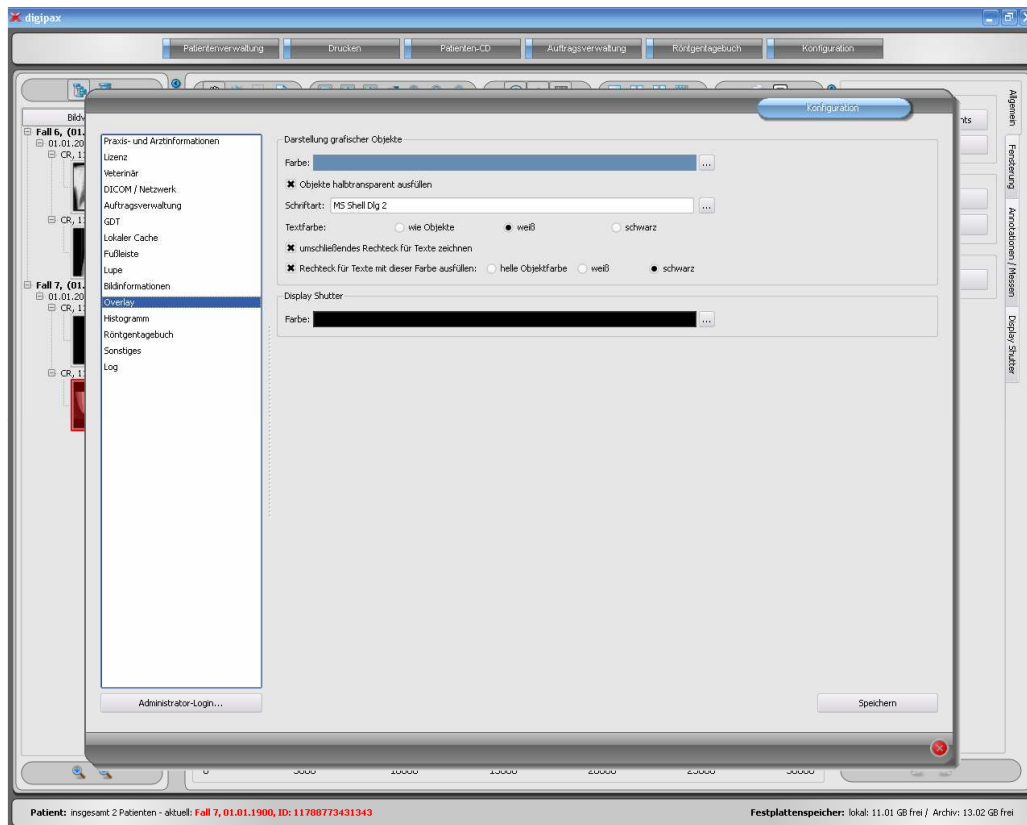 digipax
Patientenverwaltung
Drucken
Patienten-CD
Auftragsverwaltung
Röntgentagebuch
Konfiguration
Konfiguration
Fall 6, (01.
01.01.20
CR, 1
CR, 1
Fall 7, (01.
01.01.20
CR, 1
CR, 11
Praxis- und Arztinformationen
Lizenz
Veterinär
DICOM / Netzwerk
Auftragsverwaltung
GDT
Lokaler Cache
Fußleiste
Lupe
Bildinformationen
Overlay
Histogramm
Röntgentagebuch
Sonstiges
Log
Administrator-Login...
Darstellung grafischer Objekte
Farbe: ...
Objekte halbtransparent ausfüllen
Schriftart: MS Shell Dlg 2 ...
Textfarbe: wie Objekte weiß schwarz
umschließendes Rechteck für Texte zeichnen
Rechteck für Texte mit dieser Farbe ausfüllen: helle Objektfarbe weiß schwarz
Display Shutter
Farbe: ...
Speichern
Allgemein
Fensterung
Annotationen / Messen
Display Shutter
Patient: insgesamt 2 Patienten - aktuell: Fall 7, 01.01.1900, ID: 11788773431343
Festplattenspeicher: lokal: 11.01 GB frei / Archiv: 13.02 GB frei